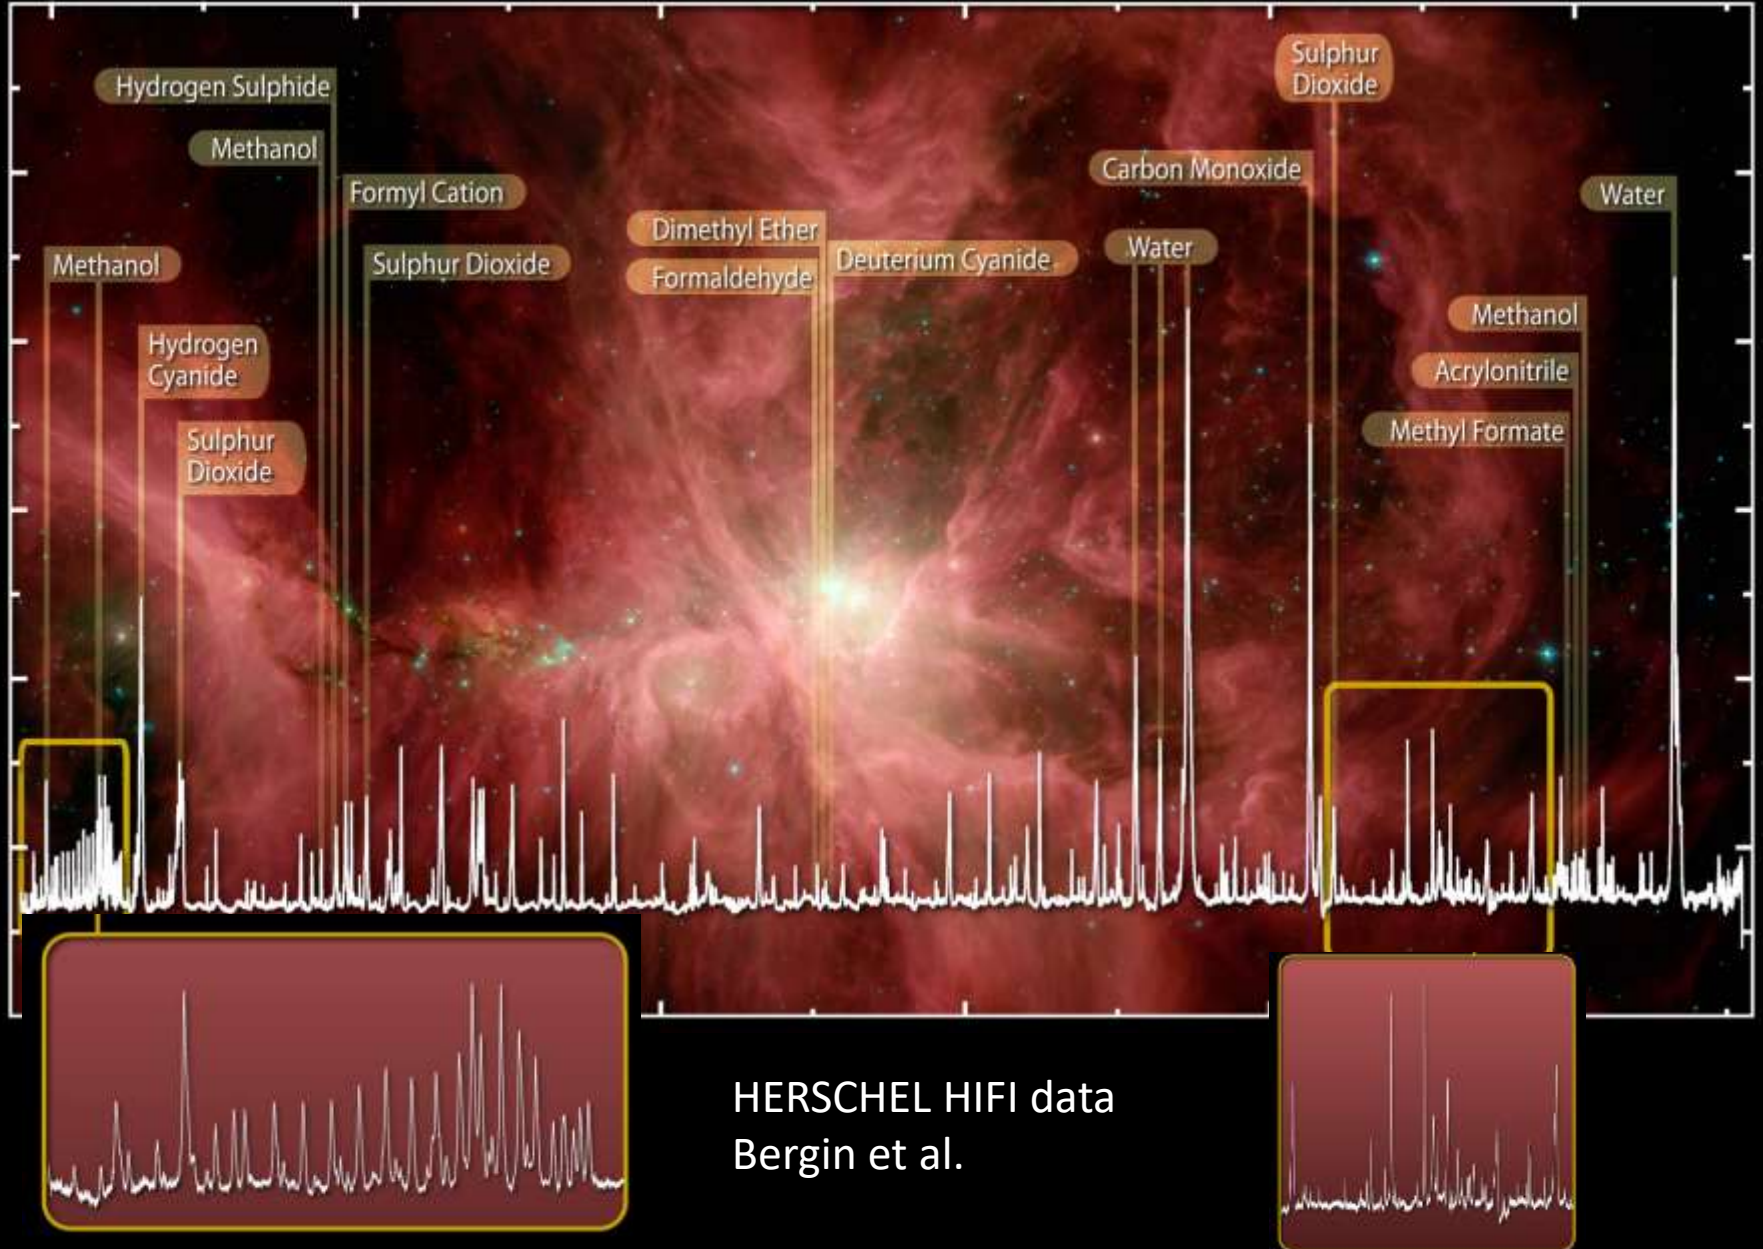 Hydrogen Sulphide
Methanol
Formyl Cation
Methanol
Sulphur Dioxide
Hydrogen
Cyanide
Sulphur
Dioxide
Dimethyl Ether
Formaldehyde
Deuterium Cyanide
Sulphur
Dioxide
Carbon Monoxide
Water
Water
Methanol
Acrylonitrile
Methyl Formate
HERSCHEL HIFI data
Bergin et al.